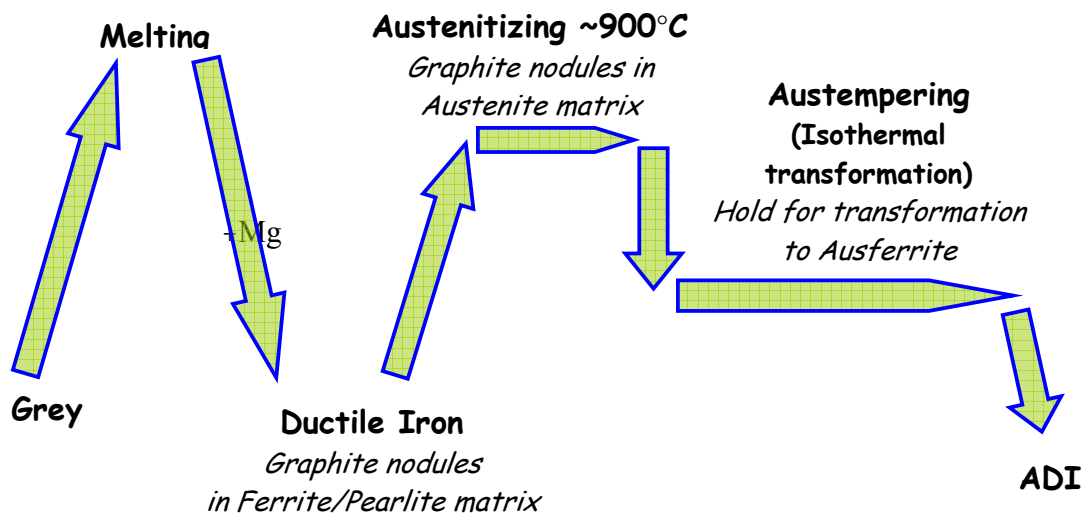 Melting
Austenitizing ~900°C
Graphite nodules in
Austenite matrix
Austempering
(Isothermal
transformation)
Hold for transformation
to Ausferrite
+Mg
Grey
Ductile Iron
Graphite nodules
in Ferrite/Pearlite matrix
ADI